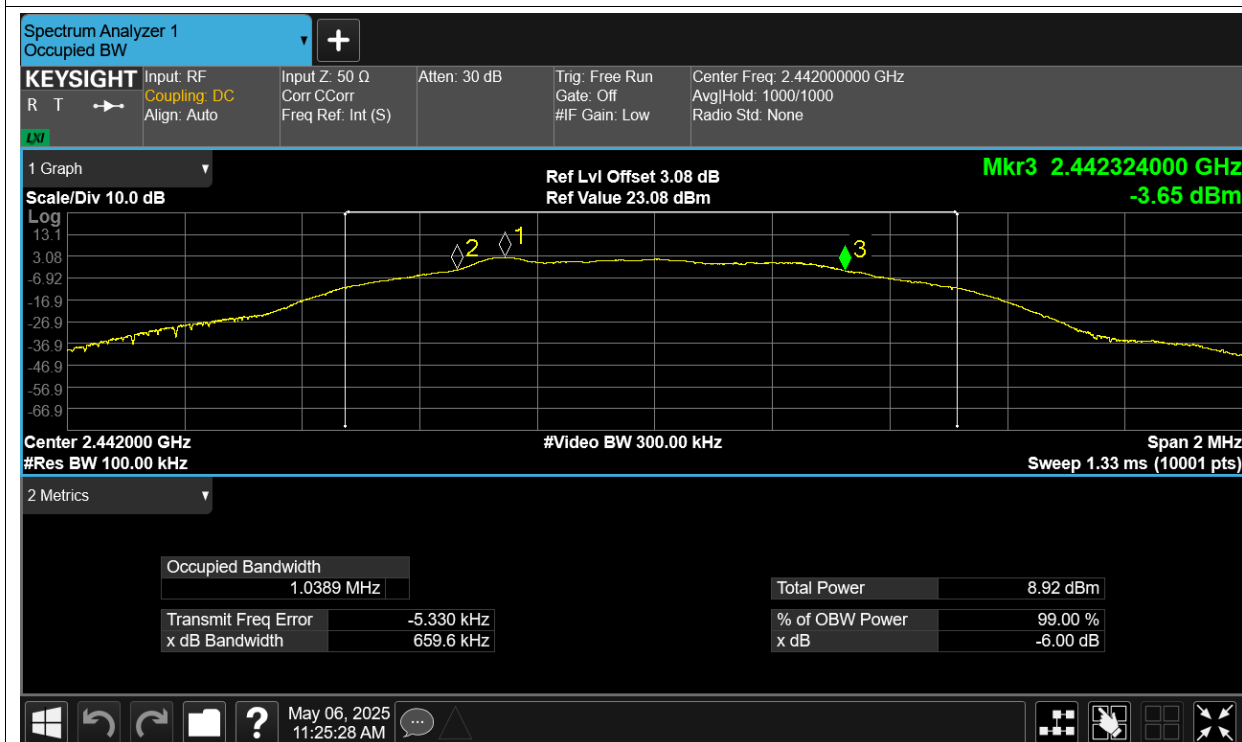 Spectrum Analyzer 1
Occupied BW
KEYSIGHT
R T
LXI
Input: RF
Coupling: DC
Align: Auto
Input Z: 50 Ω
Corr CCorr
Freq Ref: Int (S)
Atten: 30 dB
Trig: Free Run
Gate: Off
#IF Gain: Low
Center Freq: 2.442000000 GHz
Avg|Hold: 1000/1000
Radio Std: None
1 Graph
Scale/Div 10.0 dB
Ref Lvl Offset 3.08 dB
Ref Value 23.08 dBm
Mkr3 2.442324000 GHz
-3.65 dBm
Log
13.1
3.08
-6.92
-16.9
-26.9
-36.9
-46.9
-56.9
-66.9
2
1
3
Center 2.442000 GHz
#Res BW 100.00 kHz
#Video BW 300.00 kHz
Span 2 MHz
Sweep 1.33 ms (10001 pts)
2 Metrics
Occupied Bandwidth
1.0389 MHz
Transmit Freq Error -5.330 kHz
x dB Bandwidth 659.6 kHz
Total Power 8.92 dBm
% of OBW Power 99.00 %
x dB -6.00 dB
?
May 06, 2025
11:25:28 AM